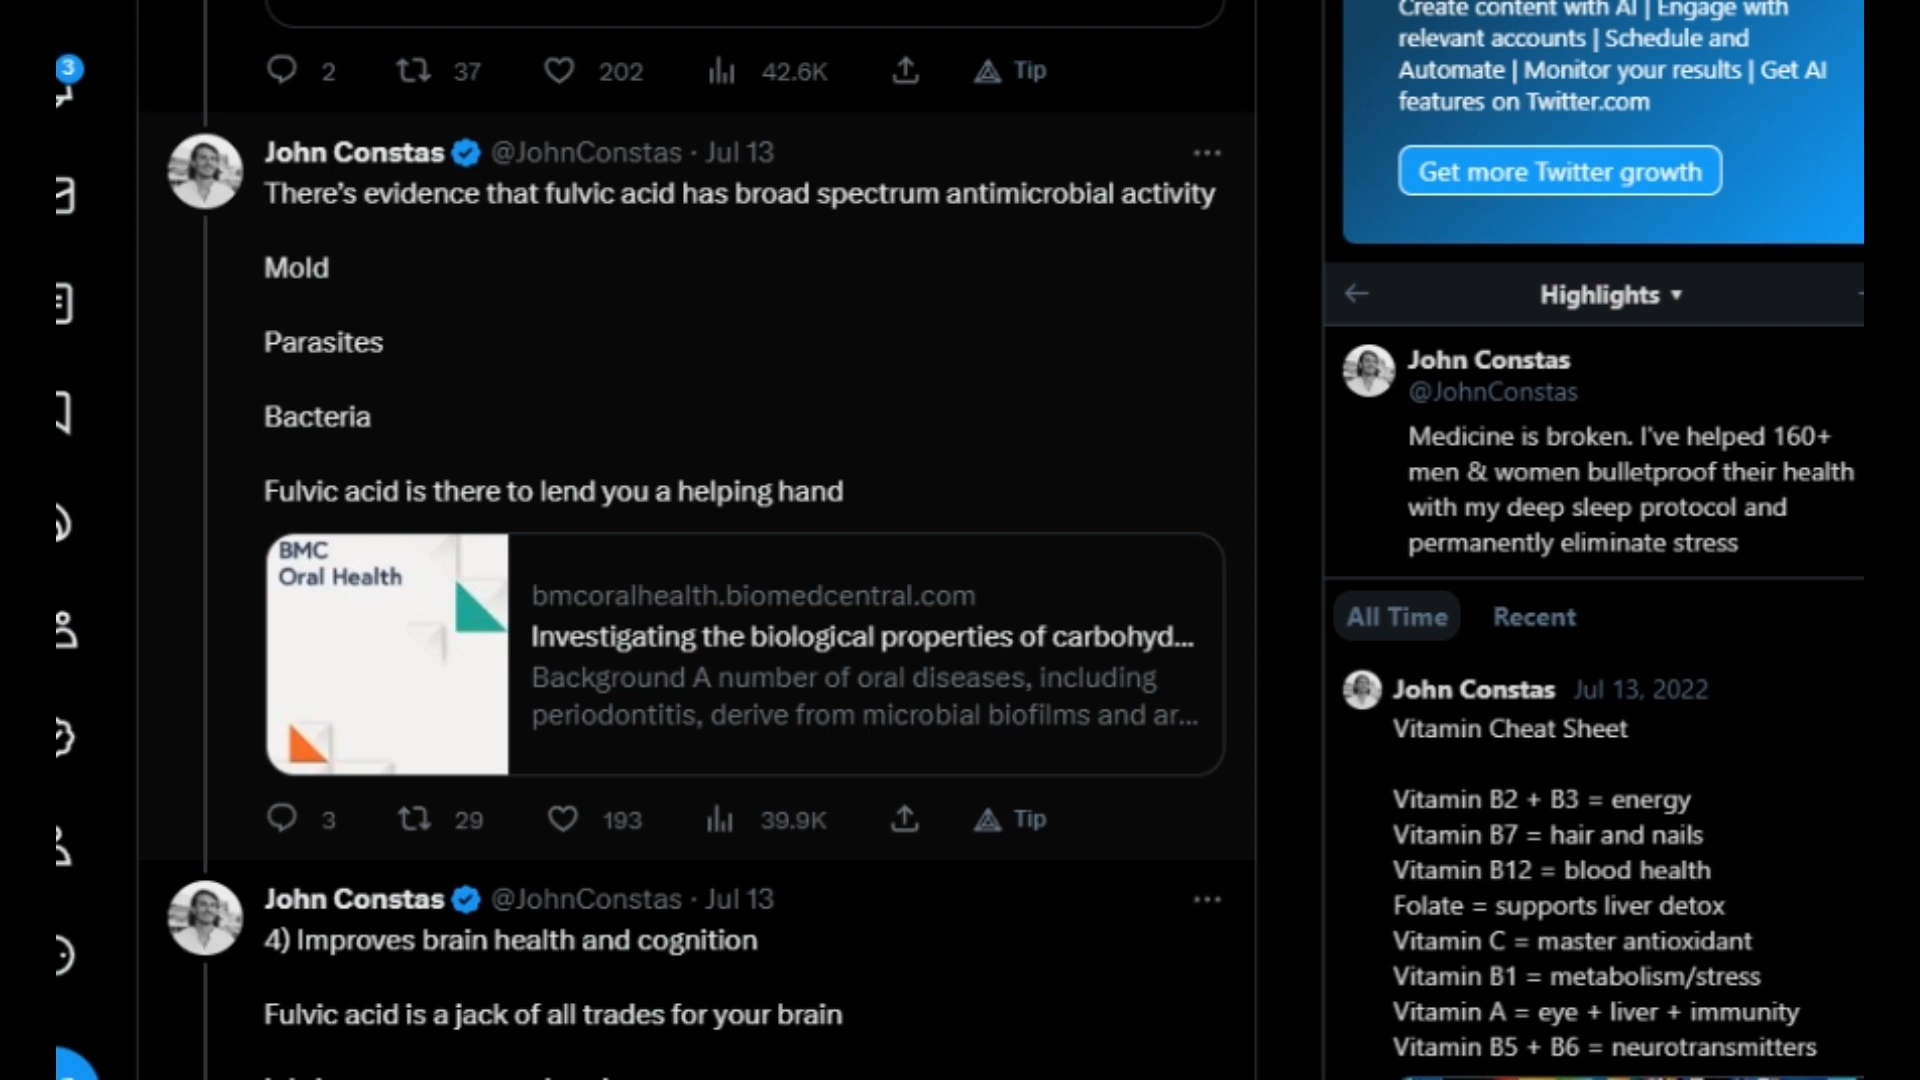 3
2 37 202 42.6K Tip
John Constas @JohnConstas · Jul 13
There's evidence that fulvic acid has broad spectrum antimicrobial activity
Mold
Parasites
Bacteria
Fulvic acid is there to lend you a helping hand
BMC
Oral Health
bmcoralhealth.biomedcentral.com
Investigating the biological properties of carbohyd...
Background A number of oral diseases, including
periodontitis, derive from microbial biofilms and ar...
3 29 193 39.9K Tip
John Constas @JohnConstas · Jul 13
4) Improves brain health and cognition
Fulvic acid is a jack of all trades for your brain
Create content with AI | Engage with
relevant accounts | Schedule and
Automate | Monitor your results | Get AI
features on Twitter.com
Get more Twitter growth
Highlights
John Constas
@JohnConstas
Medicine is broken. I've helped 160+
men & women bulletproof their health
with my deep sleep protocol and
permanently eliminate stress
All Time Recent
John Constas Jul 13, 2022
Vitamin Cheat Sheet
Vitamin B2 + B3 = energy
Vitamin B7 = hair and nails
Vitamin B12 = blood health
Folate = supports liver detox
Vitamin C = master antioxidant
Vitamin B1 = metabolism/stress
Vitamin A = eye + liver + immunity
Vitamin B5 + B6 = neurotransmitters